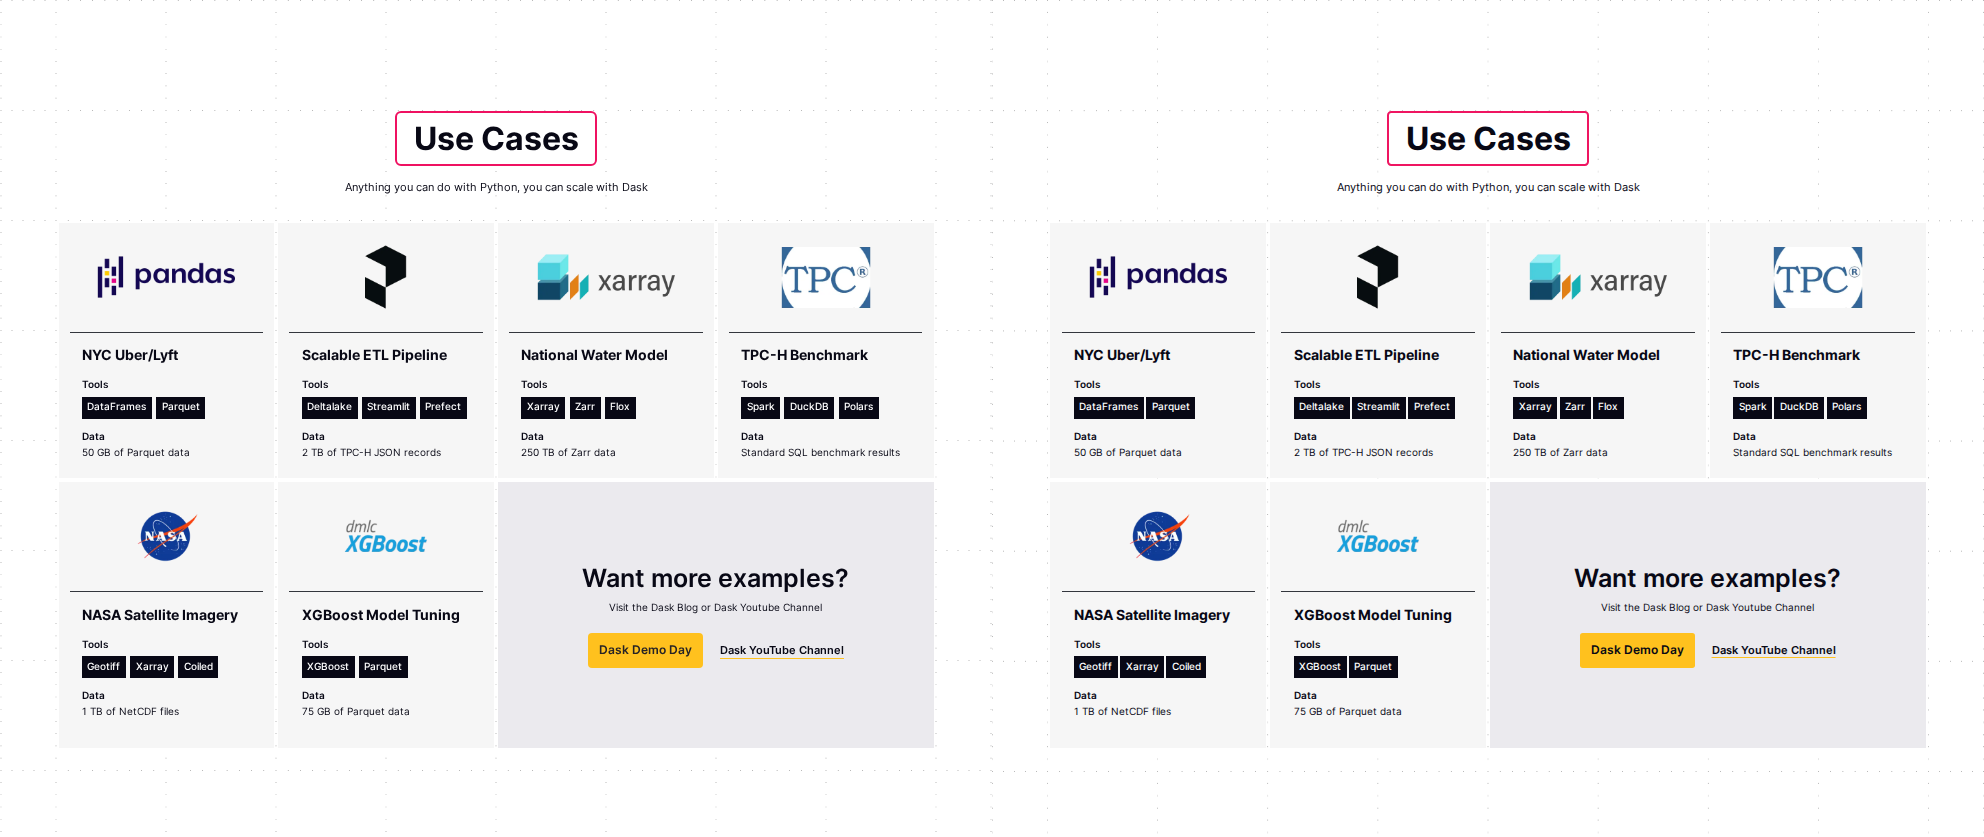 Use Cases
Anything you can do with Python, you can scale with Dask
pandas
xarray
TPC®
NYC Uber/Lyft
Scalable ETL Pipeline
National Water Model
TPC-H Benchmark
Tools
Tools
Tools
Tools
DataFrames Parquet
Deltalake Streamlit Prefect
Xarray Zarr Flox
Spark DuckDB Polars
Data
Data
Data
Data
50 GB of Parquet data
2 TB of TPC-H JSON records
250 TB of Zarr data
Standard SQL benchmark results
NASA
dmlc
XGBoost
NASA Satellite Imagery
XGBoost Model Tuning
Tools
Tools
Geotiff Xarray Coiled
XGBoost Parquet
Data
Data
1 TB of NetCDF files
75 GB of Parquet data
Want more examples?
Visit the Dask Blog or Dask Youtube Channel
Dask Demo Day
Dask YouTube Channel
Use Cases
Anything you can do with Python, you can scale with Dask
pandas
xarray
TPC®
NYC Uber/Lyft
Scalable ETL Pipeline
National Water Model
TPC-H Benchmark
Tools
Tools
Tools
Tools
DataFrames Parquet
Deltalake Streamlit Prefect
Xarray Zarr Flox
Spark DuckDB Polars
Data
Data
Data
Data
50 GB of Parquet data
2 TB of TPC-H JSON records
250 TB of Zarr data
Standard SQL benchmark results
NASA
dmlc
XGBoost
NASA Satellite Imagery
XGBoost Model Tuning
Tools
Tools
Geotiff Xarray Coiled
XGBoost Parquet
Data
Data
1 TB of NetCDF files
75 GB of Parquet data
Want more examples?
Visit the Dask Blog or Dask Youtube Channel
Dask Demo Day
Dask YouTube Channel